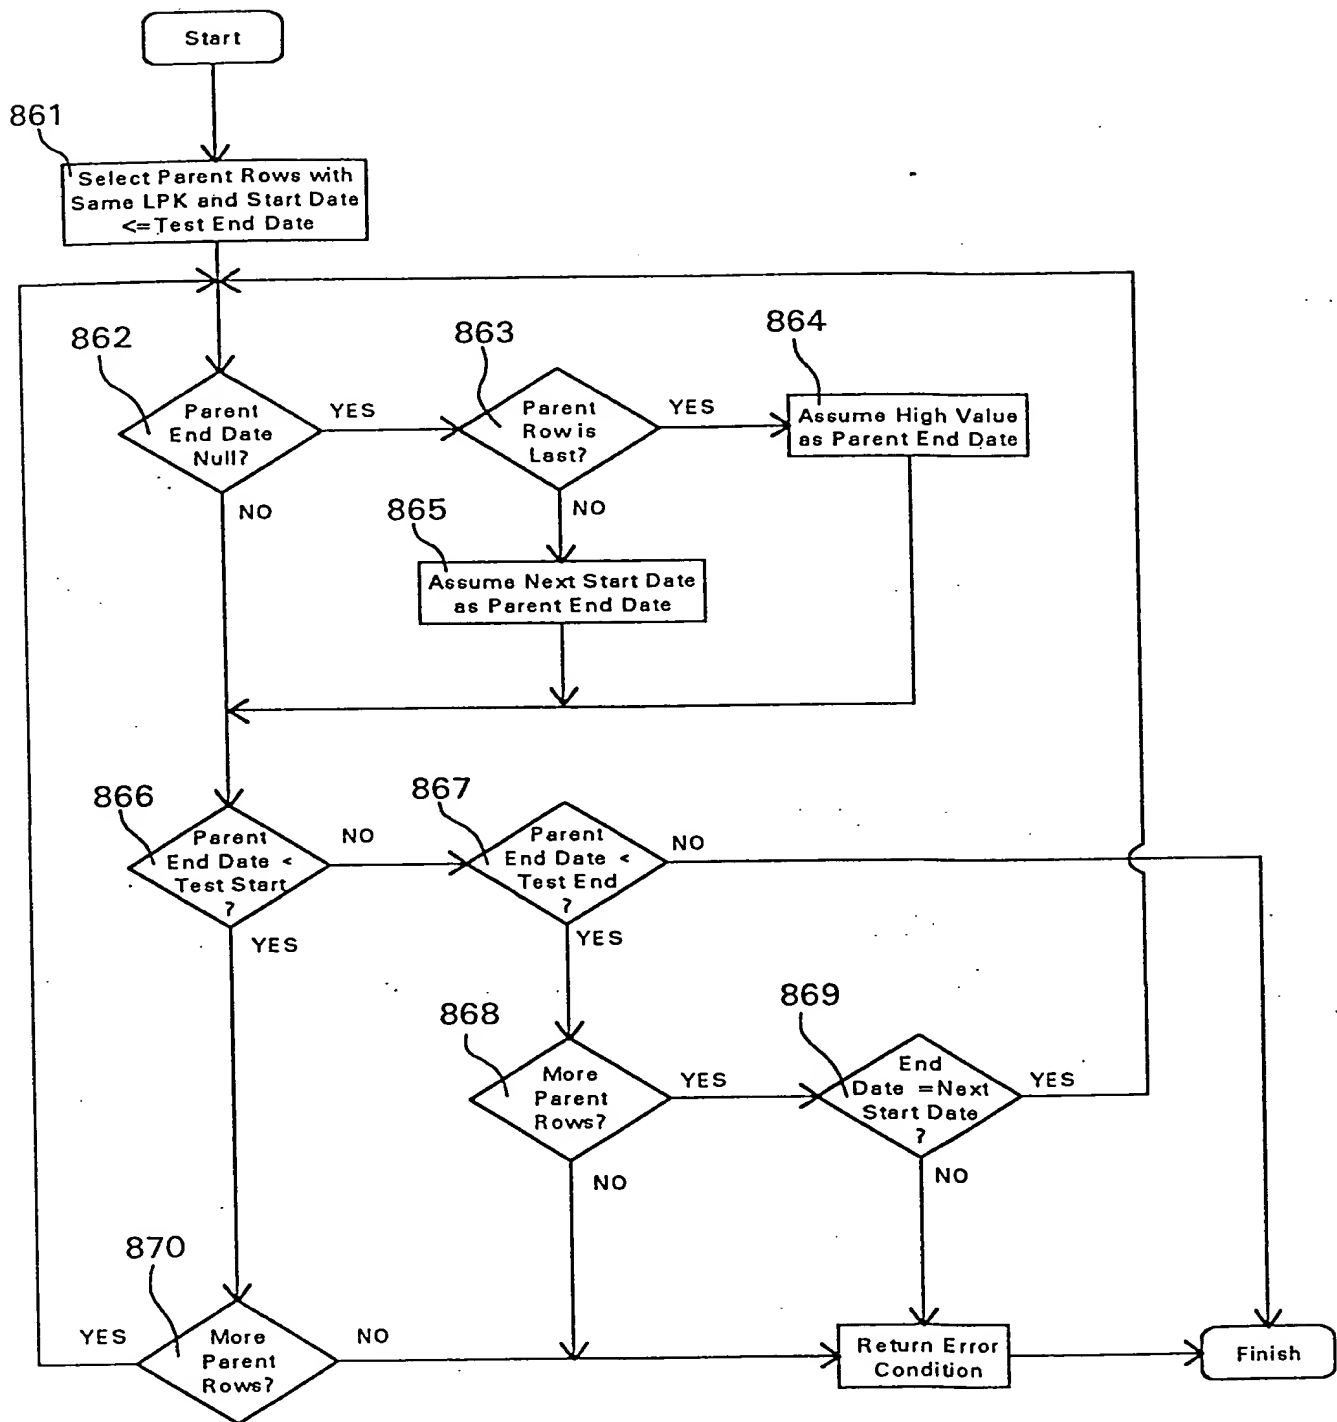 Start
861
Select Parent Rows with
Same LPK and Start Date
<=Test End Date
862
863
864
Parent
End Date
Null?
YES
Parent
Row is
Last?
YES
Assume High Value
as Parent End Date
NO
865
NO
Assume Next Start Date
as Parent End Date
866
867
Parent
End Date <
Test Start
?
NO
Parent
End Date <
Test End
?
NO
YES
YES
868
869
More
Parent
Rows?
YES
End
Date =Next
Start Date
?
YES
NO
NO
870
YES
More
Parent
Rows?
NO
Return Error
Condition
Finish